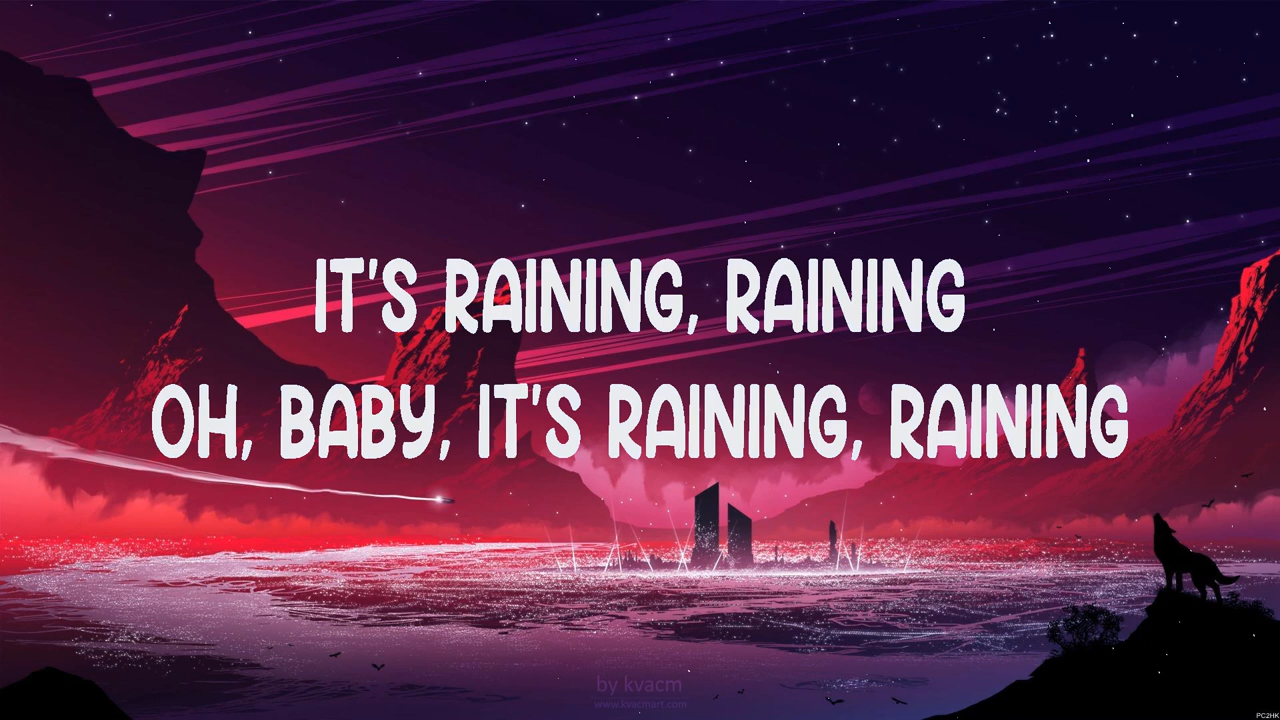 IT'S RAINING, RAINING
OH, BABY, IT'S RAINING, RAINING
by kvacm
www.kvacmart.com
PC2HK